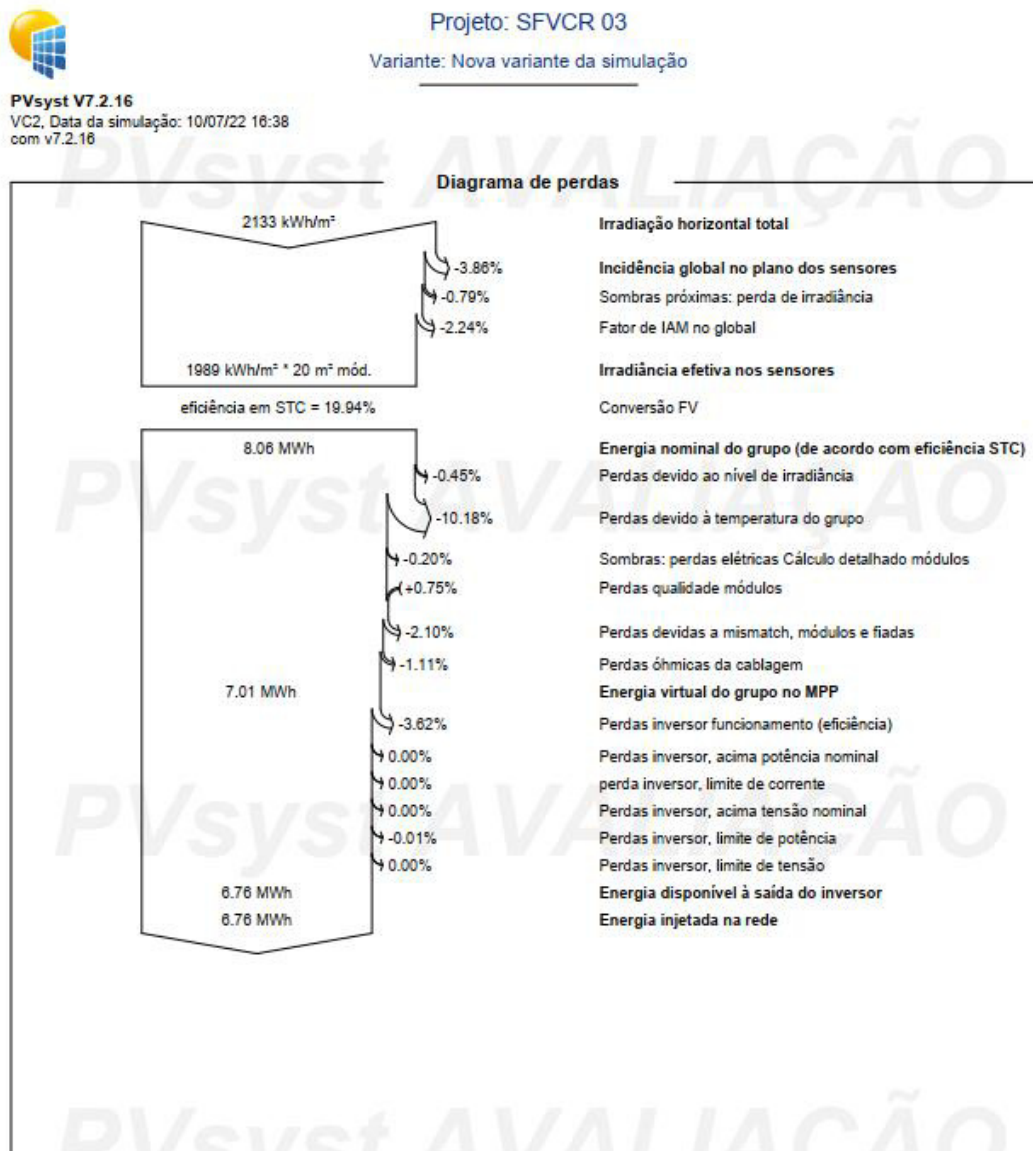 Projeto: SFVCR 03
Variante: Nova variante da simulação
PVsyst V7.2.16
VC2, Data da simulação: 10/07/22 16:38
com v7.2.16
PVsyst AVALIAÇÃO
Diagrama de perdas
2133 kWh/m² Irradiação horizontal total
-3.86% Incidência global no plano dos sensores
-0.79% Sombras próximas: perda de irradiância
-2.24% Fator de IAM no global
1989 kWh/m² * 20 m² mód. Irradiância efetiva nos sensores
eficiência em STC = 19.94% Conversão FV
8.06 MWh Energia nominal do grupo (de acordo com eficiência STC)
-0.45% Perdas devido ao nível de irradiância
PVsyst AVALIAÇÃO
-10.18% Perdas devido à temperatura do grupo
-0.20% Sombras: perdas elétricas Cálculo detalhado módulos
+0.75% Perdas qualidade módulos
-2.10% Perdas devidas a mismatch, módulos e fiadas
-1.11% Perdas óhmicas da cablagem
7.01 MWh Energia virtual do grupo no MPP
-3.62% Perdas inversor funcionamento (eficiência)
0.00% Perdas inversor, acima potência nominal
0.00% perda inversor, limite de corrente
0.00% Perdas inversor, acima tensão nominal
PVsyst AVALIAÇÃO
-0.01% Perdas inversor, limite de potência
0.00% Perdas inversor, limite de tensão
6.76 MWh Energia disponível à saída do inversor
6.76 MWh Energia injetada na rede
PVsyst AVALIAÇÃO